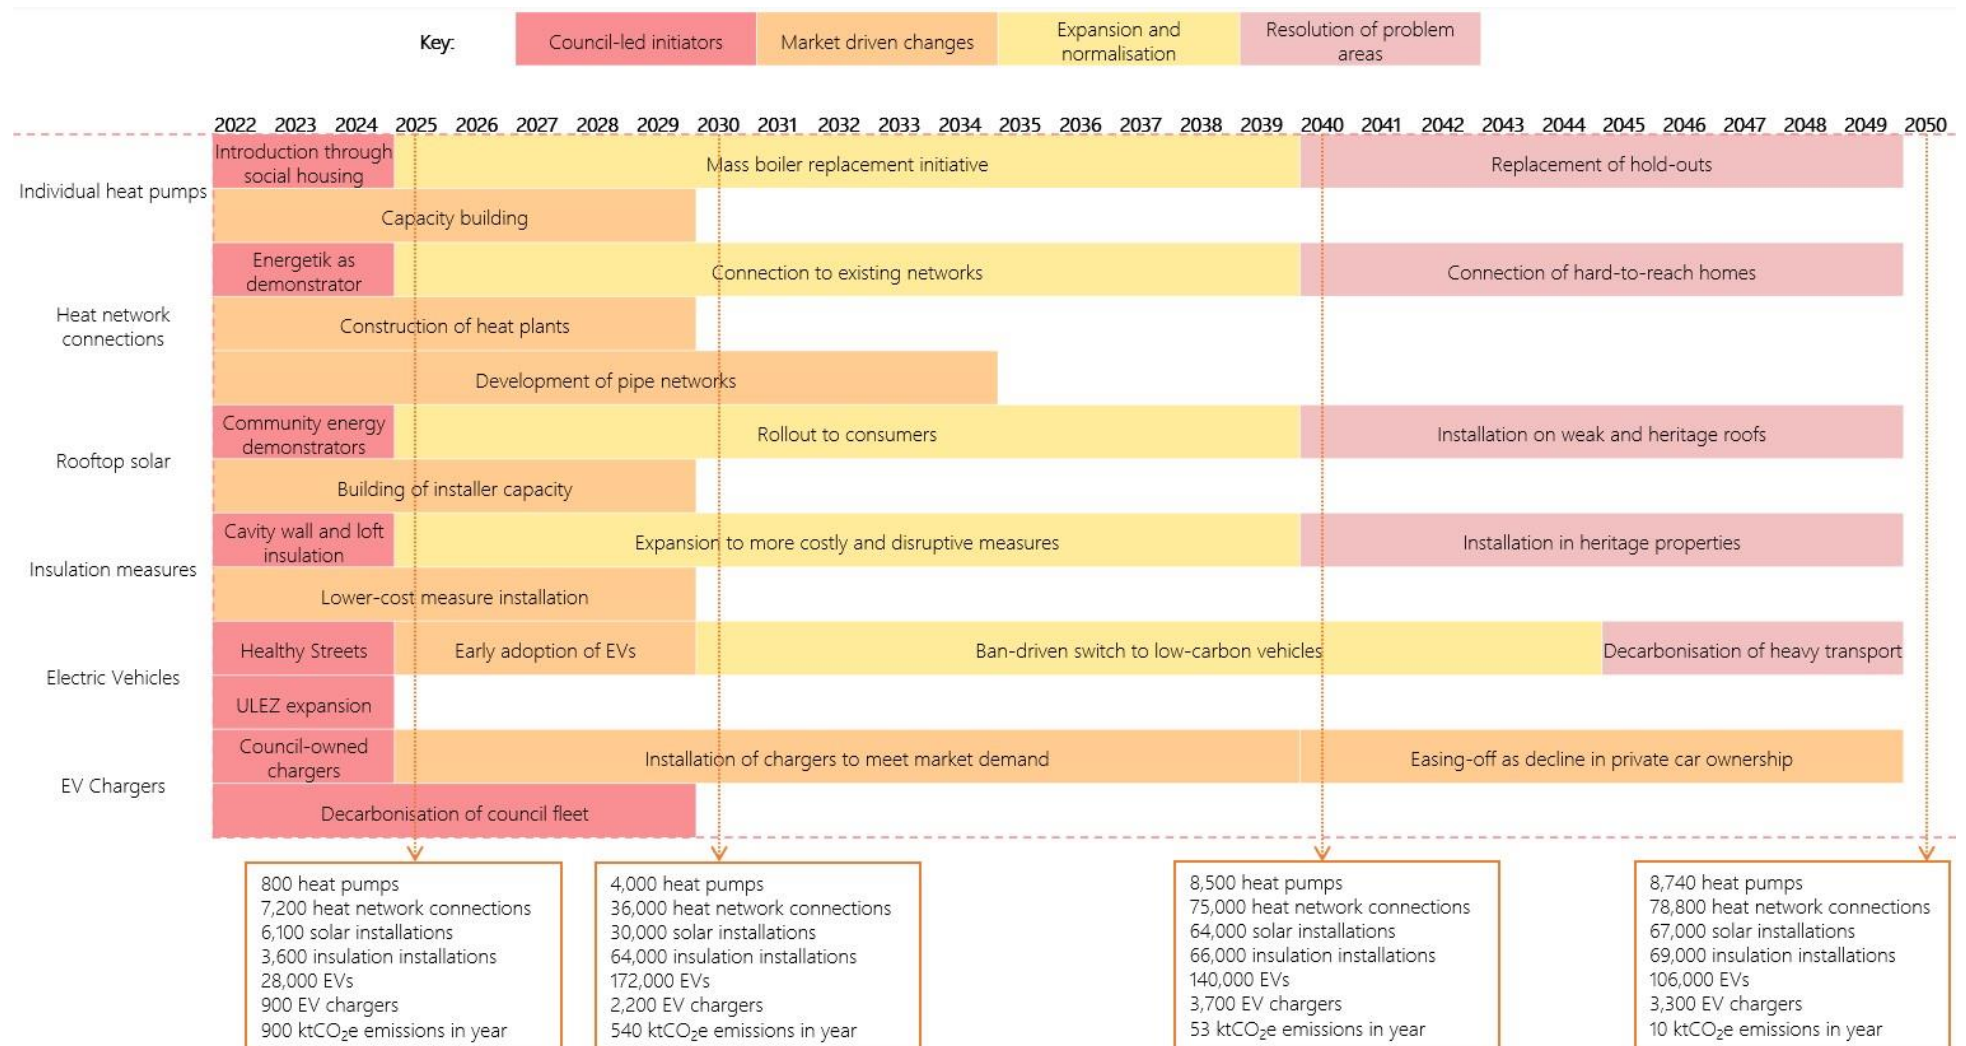 Key:
Council-led initiators
Market driven changes
Expansion and
normalisation
Resolution of problem
areas
2022 2023 2024 2025 2026 2027 2028 2029 2030 2031 2032 2033 2034 2035 2036 2037 2038 2039 2040 2041 2042 2043 2044 2045 2046 2047 2048 2049 2050
Individual heat pumps
Introduction through
social housing
Mass boiler replacement initiative
Replacement of hold-outs
Capacity building
Heat network
connections
Energetik as
demonstrator
Connection to existing networks
Connection of hard-to-reach homes
Construction of heat plants
Development of pipe networks
Rooftop solar
Community energy
demonstrators
Rollout to consumers
Installation on weak and heritage roofs
Building of installer capacity
Insulation measures
Cavity wall and loft
insulation
Expansion to more costly and disruptive measures
Installation in heritage properties
Lower-cost measure installation
Electric Vehicles
Healthy Streets
Early adoption of EVs
Ban-driven switch to low-carbon vehicles
Decarbonisation of heavy transport
ULEZ expansion
EV Chargers
Council-owned
chargers
Installation of chargers to meet market demand
Easing-off as decline in private car ownership
Decarbonisation of council fleet
800 heat pumps
7,200 heat network connections
6,100 solar installations
3,600 insulation installations
28,000 EVs
900 EV chargers
900 ktCO₂e emissions in year
4,000 heat pumps
36,000 heat network connections
30,000 solar installations
64,000 insulation installations
172,000 EVs
2,200 EV chargers
540 ktCO₂e emissions in year
8,500 heat pumps
75,000 heat network connections
64,000 solar installations
66,000 insulation installations
140,000 EVs
3,700 EV chargers
53 ktCO₂e emissions in year
8,740 heat pumps
78,800 heat network connections
67,000 solar installations
69,000 insulation installations
106,000 EVs
3,300 EV chargers
10 ktCO₂e emissions in year